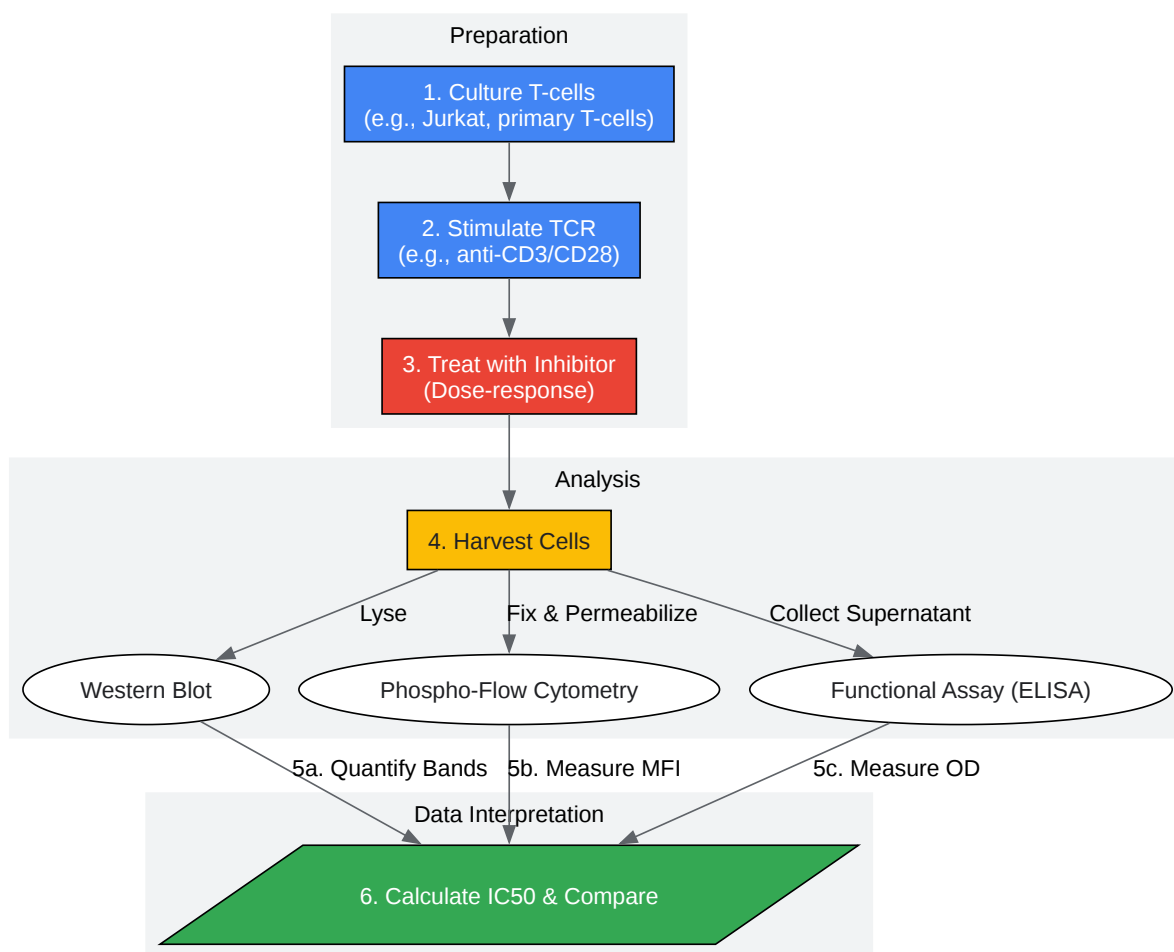 Preparation
1. Culture T-cells
(e.g., Jurkat, primary T-cells)
2. Stimulate TCR
(e.g., anti-CD3/CD28)
3. Treat with Inhibitor
(Dose-response)
Analysis
4. Harvest Cells
Lyse
Fix & Permeabilize
Collect Supernatant
Western Blot
Phospho-Flow Cytometry
Functional Assay (ELISA)
5a. Quantify Bands
5b. Measure MFI
5c. Measure OD
Data Interpretation
6. Calculate IC50 & Compare